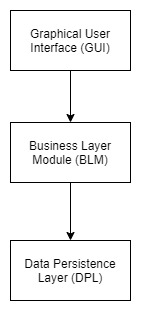 Graphical User
Interface (GUI)
Business Layer
Module (BLM)
Data Persistence
Layer (DPL)